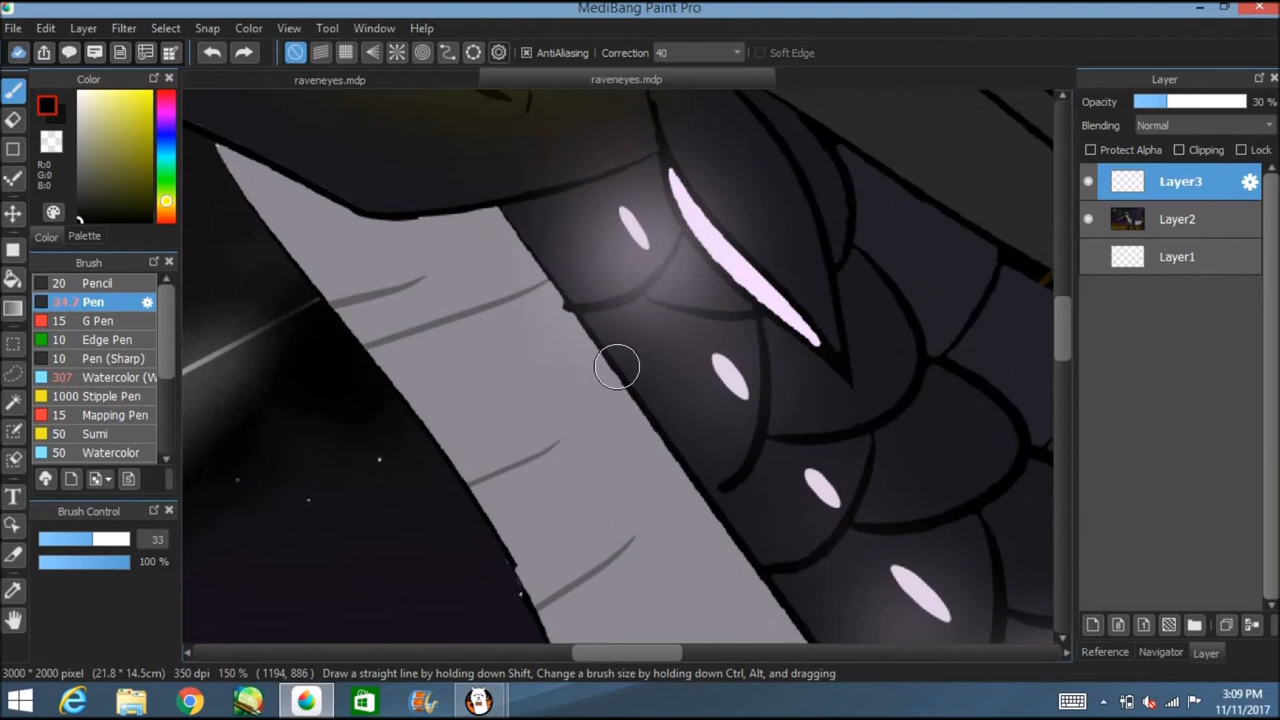 MediBang Paint Pro
File Edit Layer Filter Select Snap Color View Tool Window Help
AntiAliasing Correction 40 Soft Edge
Color raveneyes.mdp raveneyes.mdp Layer
Opacity 30 %
Blending Normal
Protect Alpha Clipping Lock
R:0
G:0
B:0
Layer3
Layer2
Layer1
Color Palette
Brush
20 Pencil
Pen
15 G Pen
10 Edge Pen
10 Pen (Sharp)
307 Watercolor (W
1000 Stipple Pen
15 Mapping Pen
50 Sumi
50 Watercolor
Brush Control
33
100 %
Reference Navigator Layer
3000 * 2000 pixel (21.8 * 14.5cm) 350 dpi 150 % ( 1194, 886 ) Draw a straight line by holding down Shift, Change a brush size by holding down Ctrl, Alt, and dragging
3:09 PM
11/11/2017